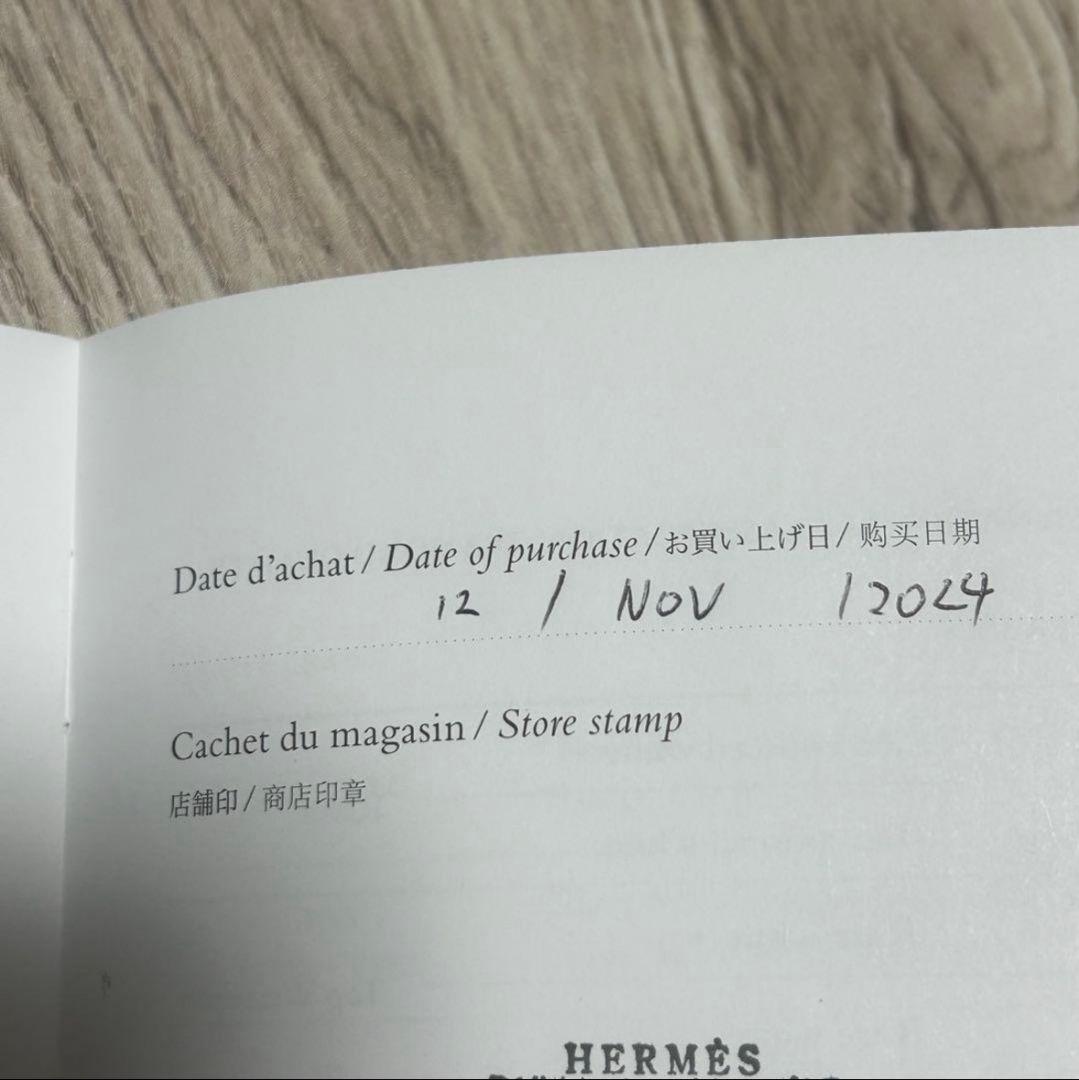 Date d'achat / Date of purchase / お買い上げ日 / 购买日期
12 / NOV / 2024
Cachet du magasin / Store stamp
店舗印 / 商店印章
HERMÈS